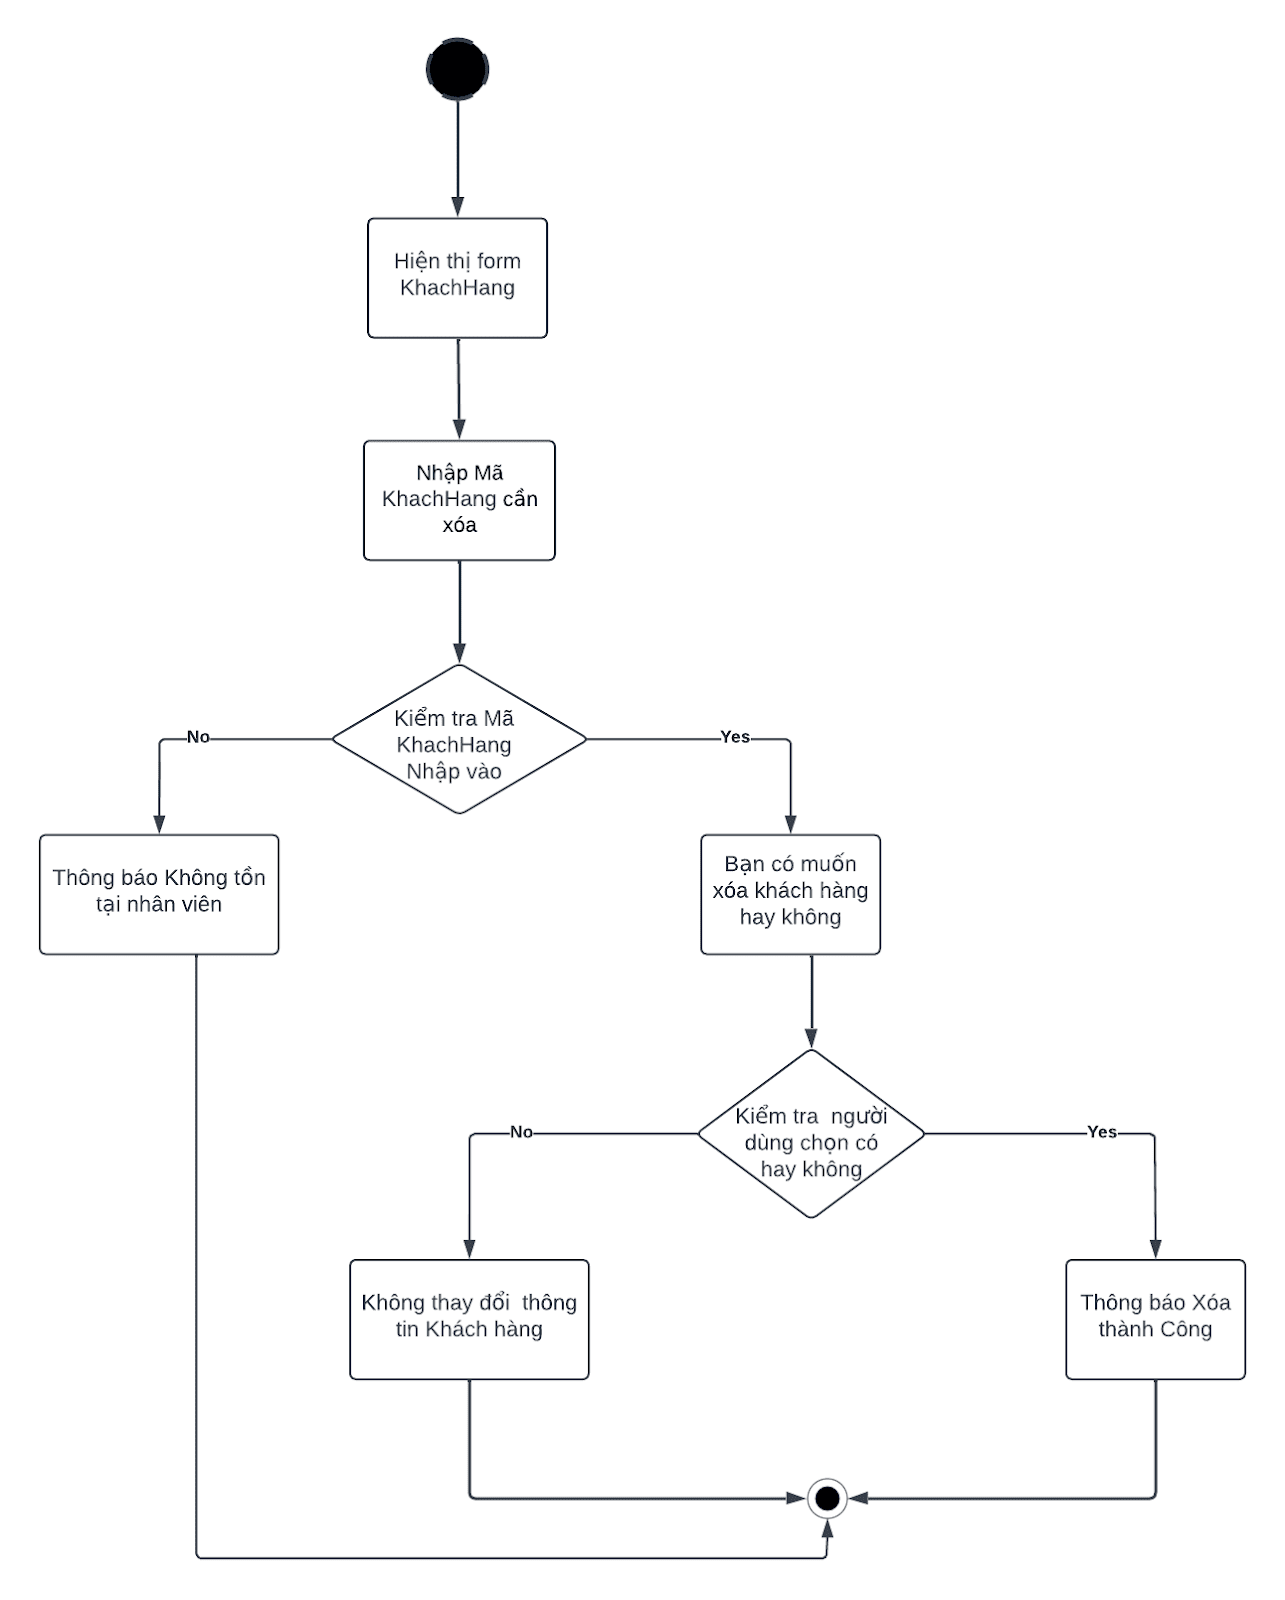 Hiện thị form
KhachHang
Nhập Mã
KhachHang cần
xóa
Kiểm tra Mã
KhachHang
Nhập vào
No
Yes
Thông báo Không tồn
tại nhân viên
Bạn có muốn
xóa khách hàng
hay không
Kiểm tra  người
dùng chọn có
hay không
No
Yes
Không thay đổi  thông
tin Khách hàng
Thông báo Xóa
thành Công